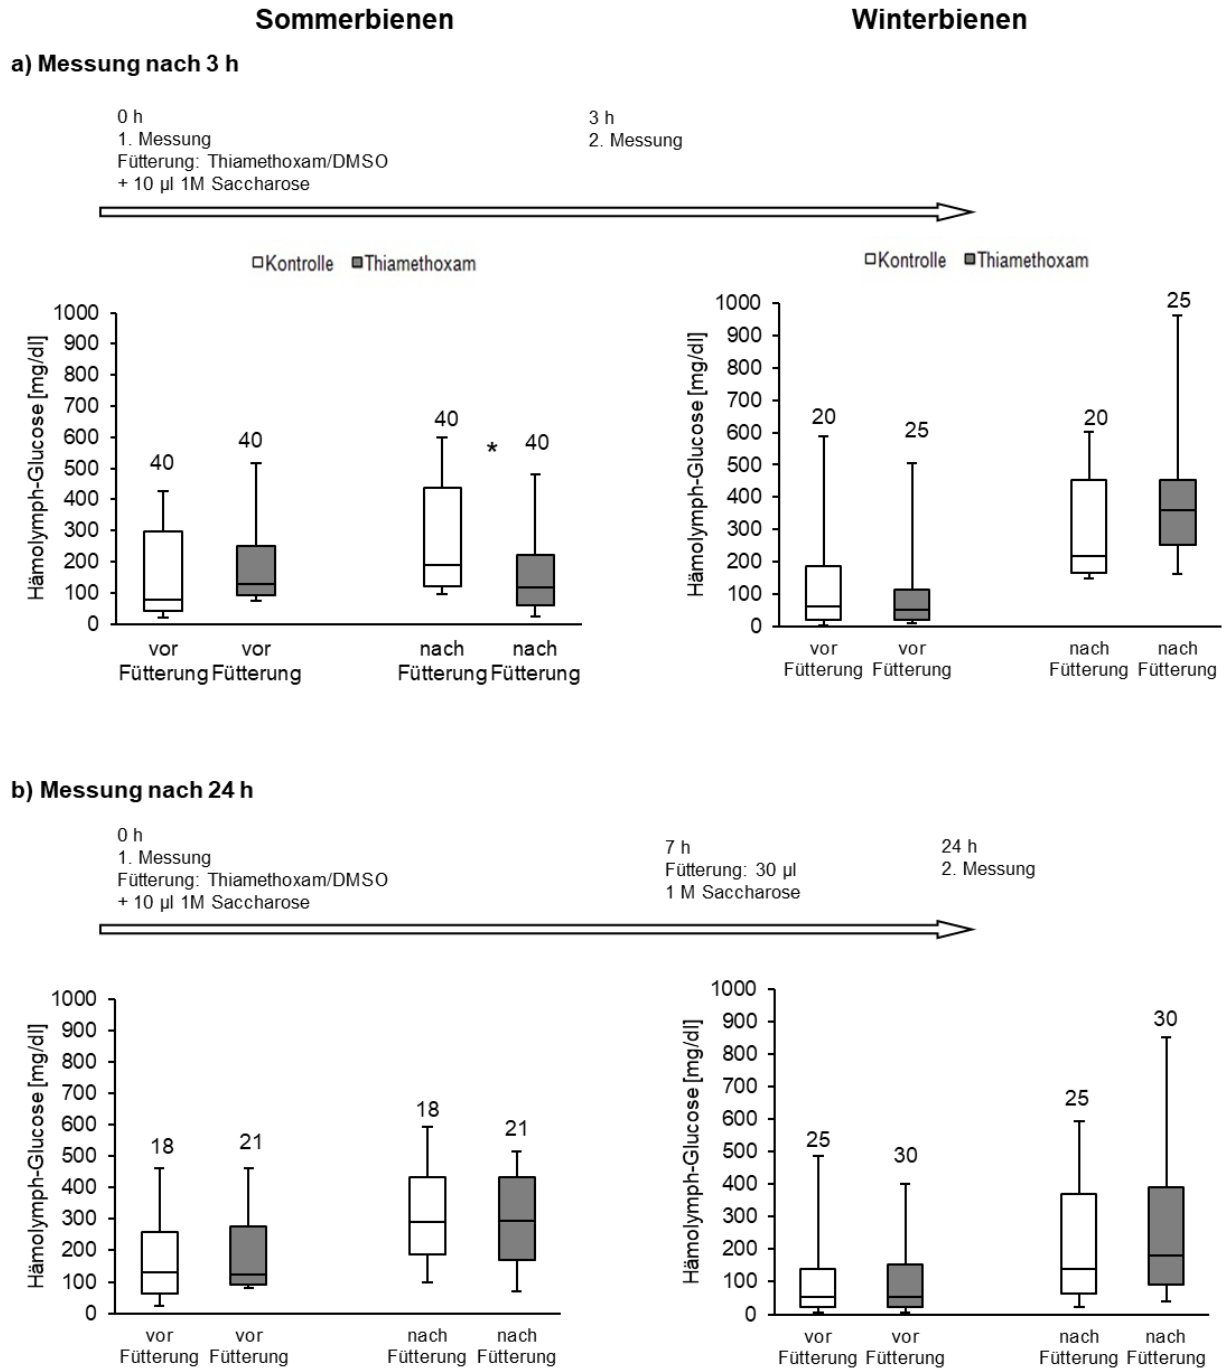 Sommerbienen
Winterbienen
a) Messung nach 3 h
0 h
1. Messung
Fütterung: Thiamethoxam/DMSO
+ 10 µl 1M Saccharose
3 h
2. Messung
Kontrolle Thiamethoxam
Hämolymph-Glucose [mg/dl]
1000
900
800
700
600
500
400
300
200
100
0
40
40
40
*
40
vor Fütterung
vor Fütterung
nach Fütterung
nach Fütterung
Kontrolle Thiamethoxam
Hämolymph-Glucose [mg/dl]
1000
900
800
700
600
500
400
300
200
100
0
20
25
20
25
vor Fütterung
vor Fütterung
nach Fütterung
nach Fütterung
b) Messung nach 24 h
0 h
1. Messung
Fütterung: Thiamethoxam/DMSO
+ 10 µl 1M Saccharose
7 h
Fütterung: 30 µl
1 M Saccharose
24 h
2. Messung
Hämolymph-Glucose [mg/dl]
1000
900
800
700
600
500
400
300
200
100
0
18
21
18
21
vor Fütterung
vor Fütterung
nach Fütterung
nach Fütterung
Hämolymph-Glucose [mg/dl]
1000
900
800
700
600
500
400
300
200
100
0
25
30
25
30
vor Fütterung
vor Fütterung
nach Fütterung
nach Fütterung